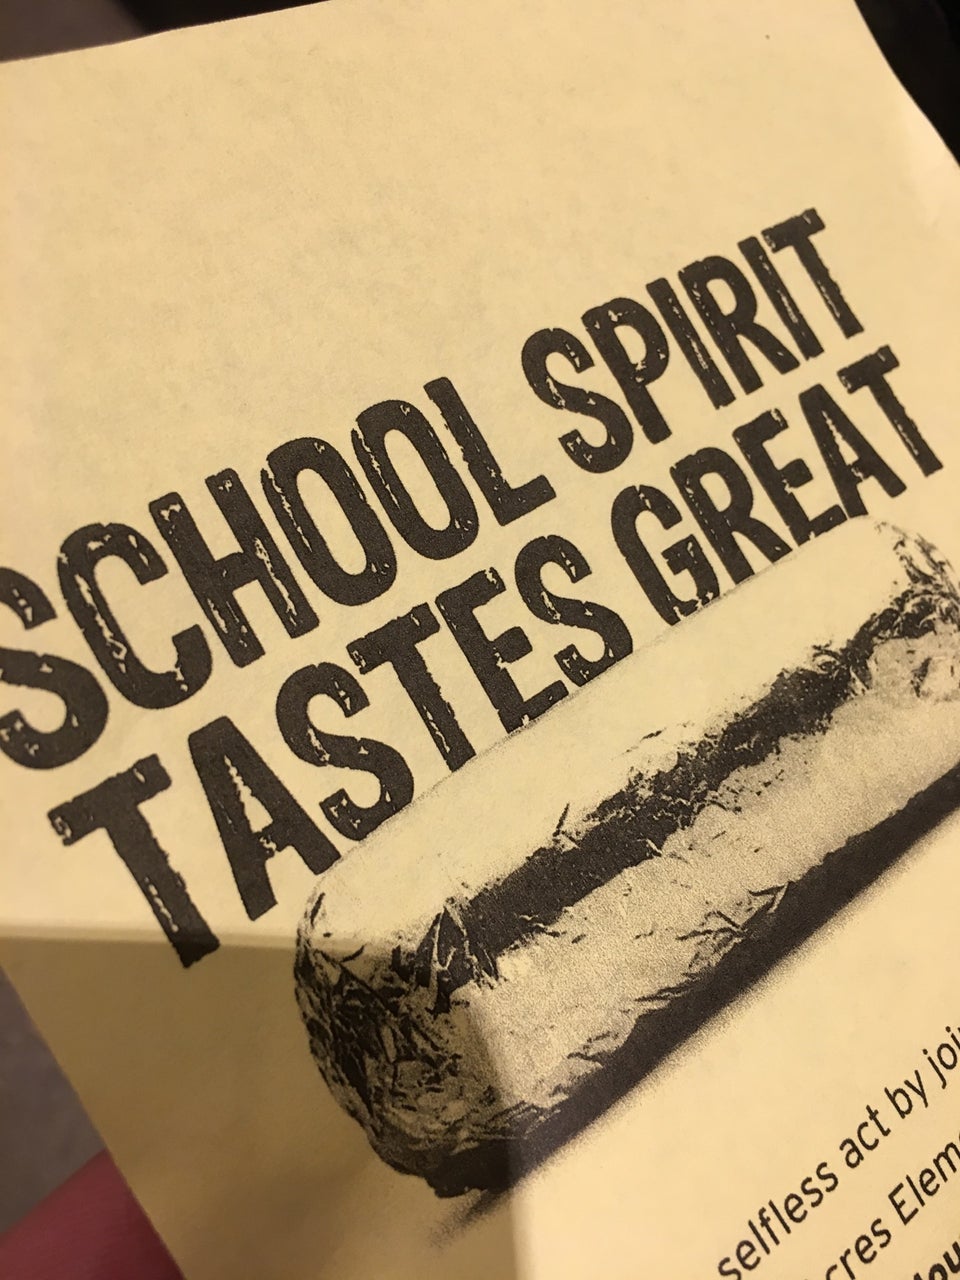 SCHOOL SPIRIT
TASTES GREAT
selfless act by